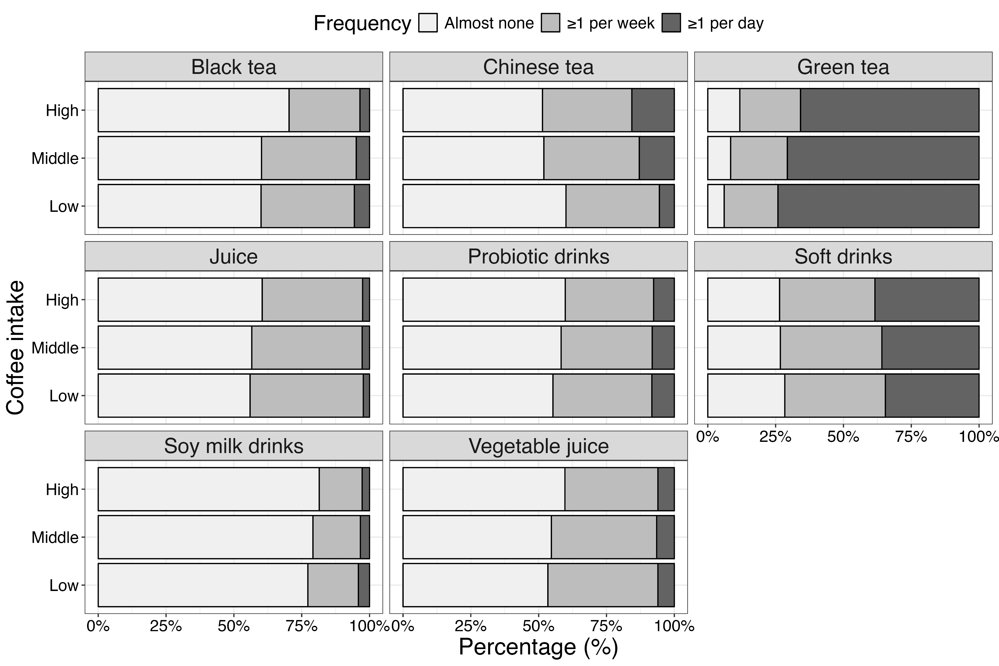 Frequency Almost none ≥1 per week ≥1 per day
Black tea Chinese tea Green tea
High
Middle
Low
Juice Probiotic drinks Soft drinks
High
Middle
Low
0% 25% 50% 75% 100%
Soy milk drinks Vegetable juice
High
Middle
Low
0% 25% 50% 75% 100% 0% 25% 50% 75% 100%
Coffee intake
Percentage (%)